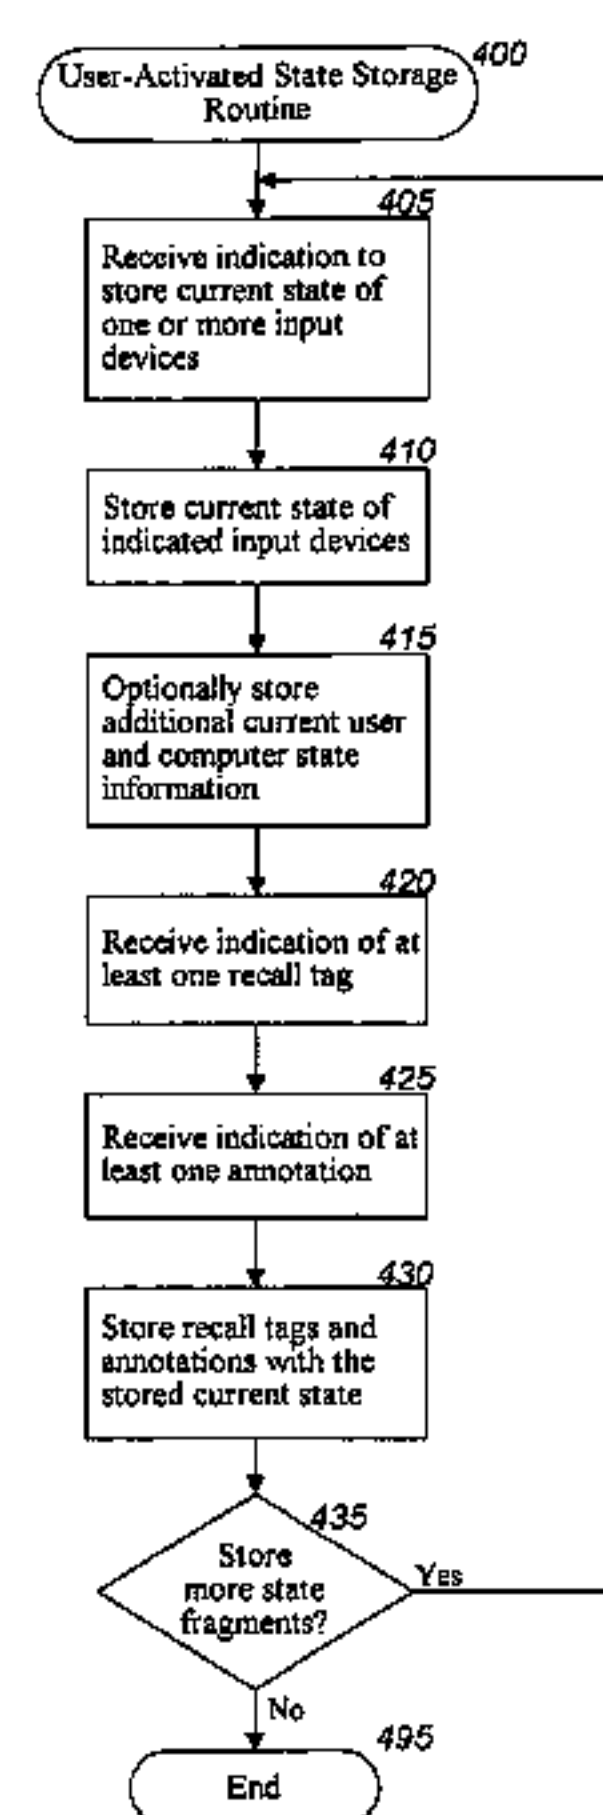 400
User-Activated State Storage
Routine
405
Receive indication to
store current state of
one or more input
devices
410
Store current state of
indicated input devices
415
Optionally store
additional current user
and computer state
information
420
Receive indication of at
least one recall tag
425
Receive indication of at
least one annotation
430
Store recall tags and
annotations with the
stored current state
435
Store
more state
fragments?
Yes
No
495
End